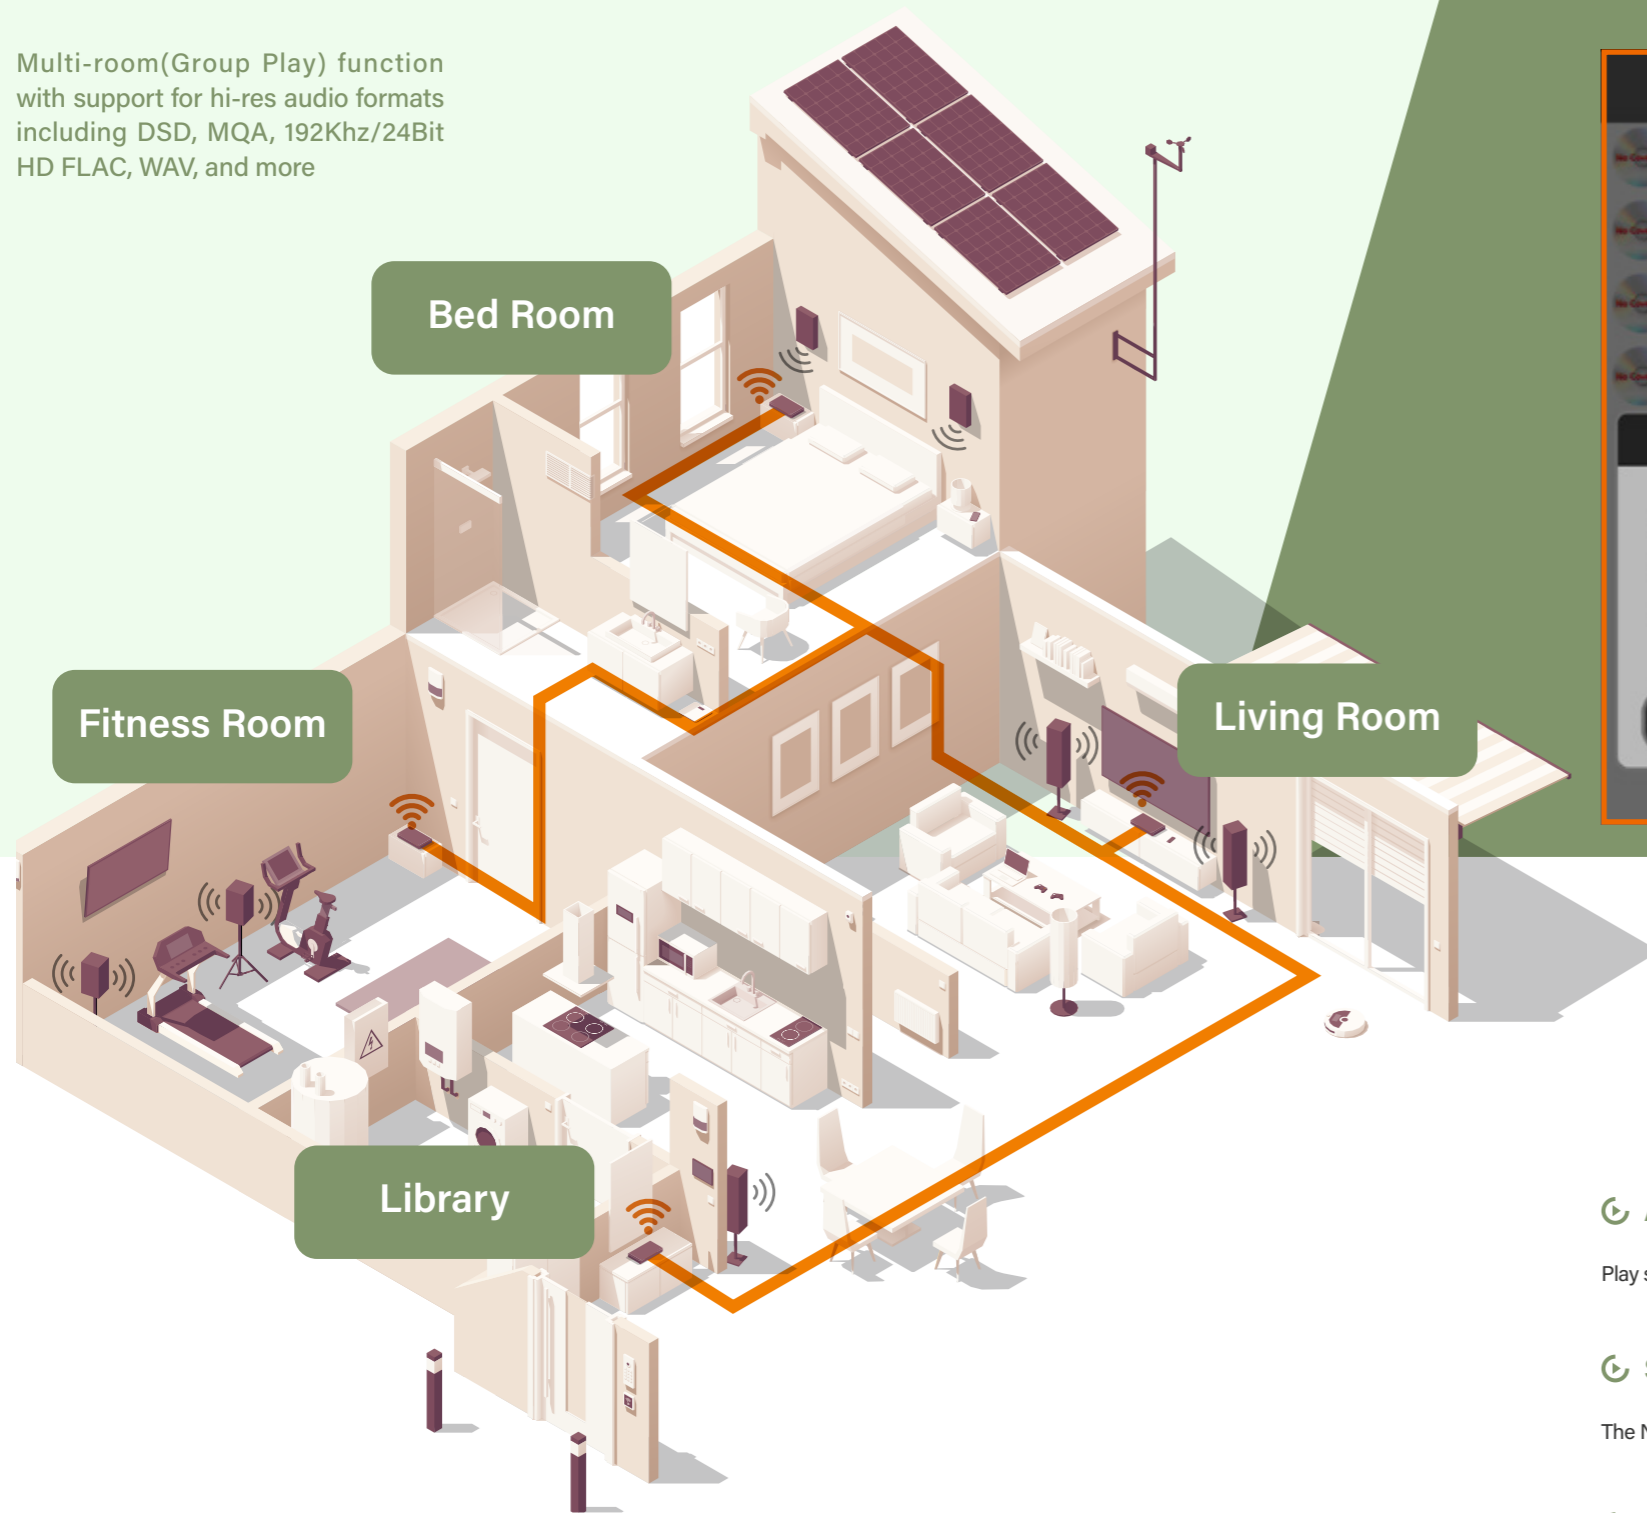 Multi-room(Group Play) function
with support for hi-res audio formats
including DSD, MQA, 192Khz/24Bit
HD FLAC, WAV, and more
Bed Room
Fitness Room
Living Room
Library
Play
The